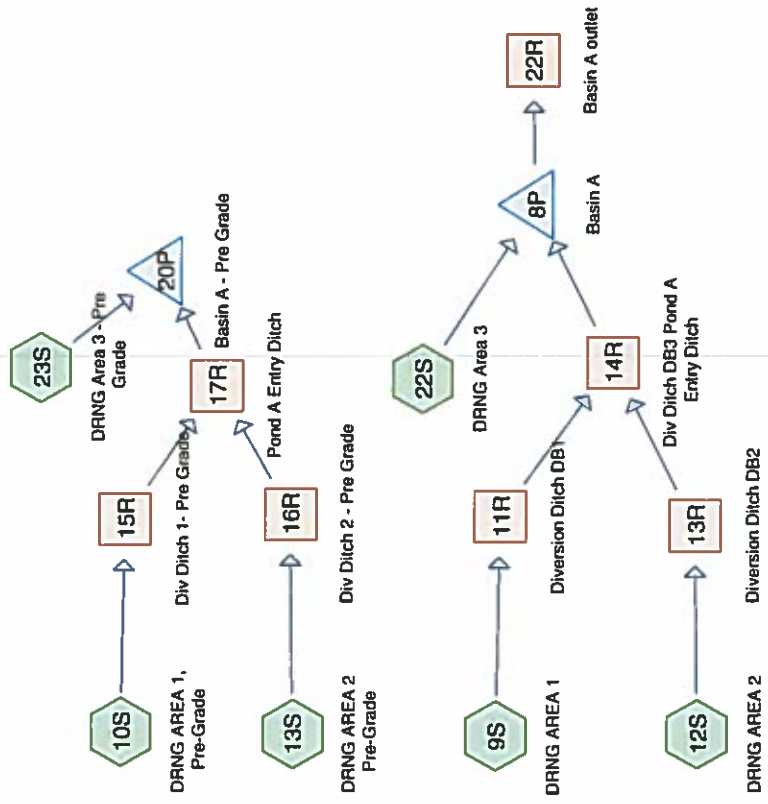 23S
DRNG Area 3 - Pre
Grade
20P
Basin A - Pre Grade
10S
DRNG AREA 1,
Pre-Grade
15R
Div Ditch 1- Pre Grade
17R
Pond A Entry Ditch
13S
DRNG AREA 2
Pre-Grade
16R
Div Ditch 2 - Pre Grade
22S
DRNG Area 3
8P
Basin A
22R
Basin A outlet
9S
DRNG AREA 1
11R
Diversion Ditch DB1
14R
Div Ditch DB3 Pond A
Entry Ditch
12S
DRNG AREA 2
13R
Diversion Ditch DB2